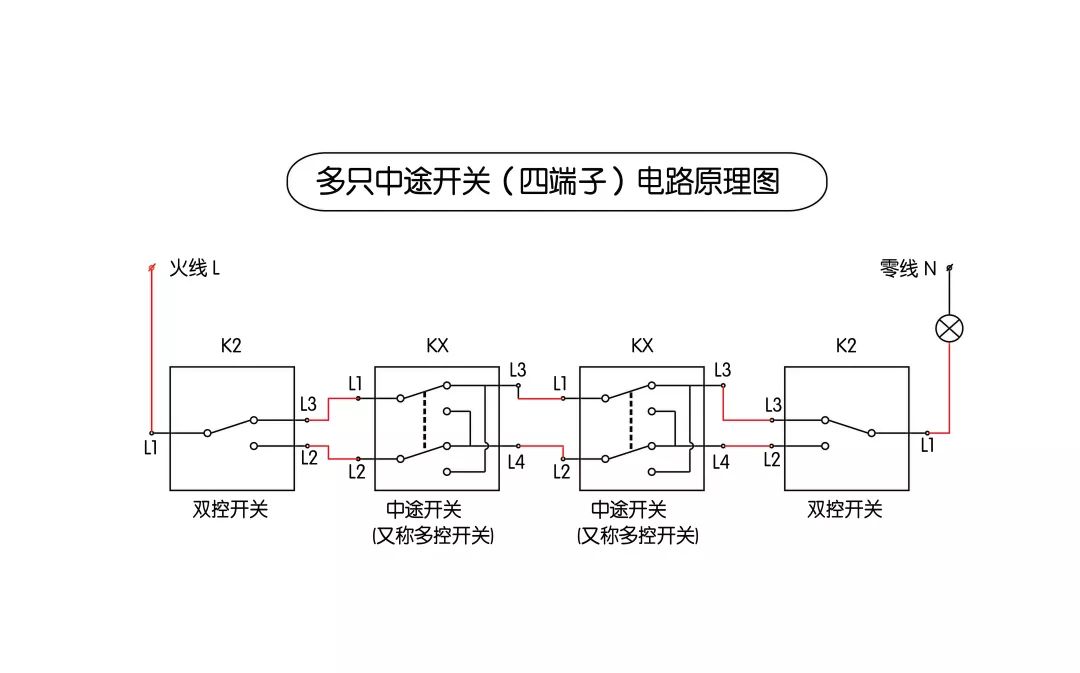 多只中途开关（四端子）电路原理图
火线 L
零线 N
K2
KX
KX
K2
L1
L3
L2
L1
L2
L3
L4
L1
L2
L3
L4
L3
L2
L1
双控开关
中途开关
(又称多控开关)
中途开关
(又称多控开关)
双控开关